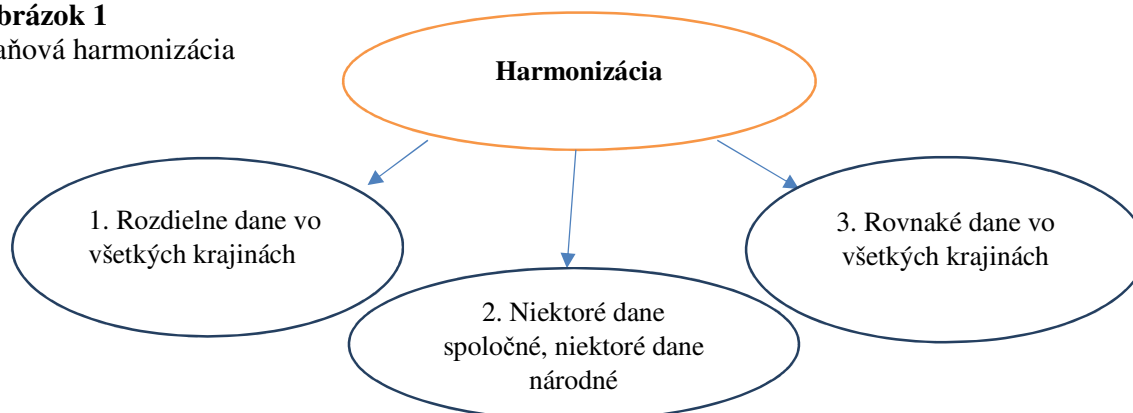 brázok 1
aňová harmonizácia
Harmonizácia
1. Rozdielne dane vo
všetkých krajinách
2. Niektoré dane
spoločné, niektoré dane
národné
3. Rovnaké dane vo
všetkých krajinách